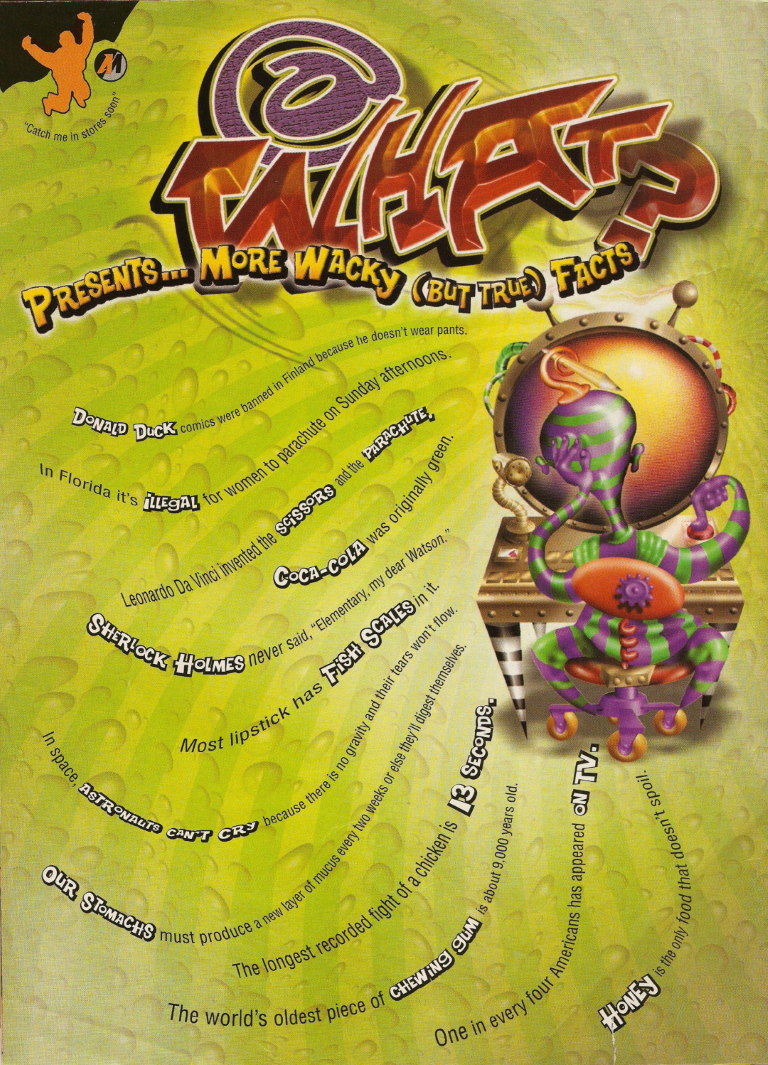 "Catch me in stores soon"
@
WHAT?
PRESENTS... MORE WACKY (BUT TRUE) FACTS
DONALD DUCK comics were banned in Finland because he doesn't wear pants.
In Florida it's ILLEGAL for women to parachute on Sunday afternoons.
Leonardo Da Vinci invented the SCISSORS and the PARACHUTE.
COCA-COLA was originally green.
SHERLOCK HOLMES never said, "Elementary, my dear Watson."
Most lipstick has FISH SCALES in it.
In space, ASTRONAUTS CAN'T CRY because there is no gravity and their tears won't flow.
OUR STOMACHS must produce a new layer of mucus every two weeks or else they'll digest themselves.
The longest recorded fight of a chicken is 13 SECONDS.
The world's oldest piece of CHEWING GUM is about 9,000 years old.
One in every four Americans has appeared ON TV.
HONEY is the only food that doesn't spoil.